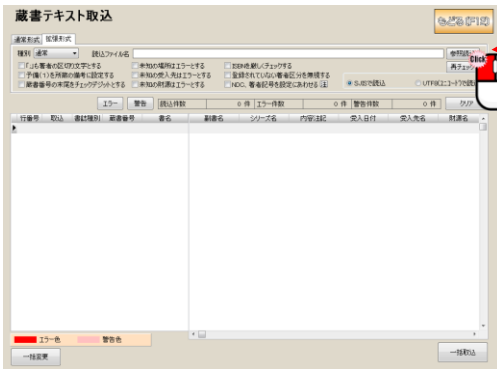 蔵書テキスト取込
もどる(F10)
通常形式 拡張形式
種別 通常 読込ファイル名 参照読込
Click
「」も著者の区切り文字とする 未知の場所はエラーとする ISBNを厳しくチェックする 再チェック
予備(1)を所蔵の備考に設定する 未知の受入先はエラーとする 登録されていない著者区分を無視する
蔵書番号の末尾をチェックデジットとする 未知の財源はエラーとする NDC、著者記号を設定にあわせる SJISで読込 UTF8(ユニコード)で読込
エラー 警告 読込件数 0 件 エラー件数 0 件 警告件数 0 件 クリア
行番号 取込 書誌種別 蔵書番号 書名 副書名 シリーズ名 内容注記 受入日付 受入先名 財源名
エラー色 警告色
一括変更 一括取込